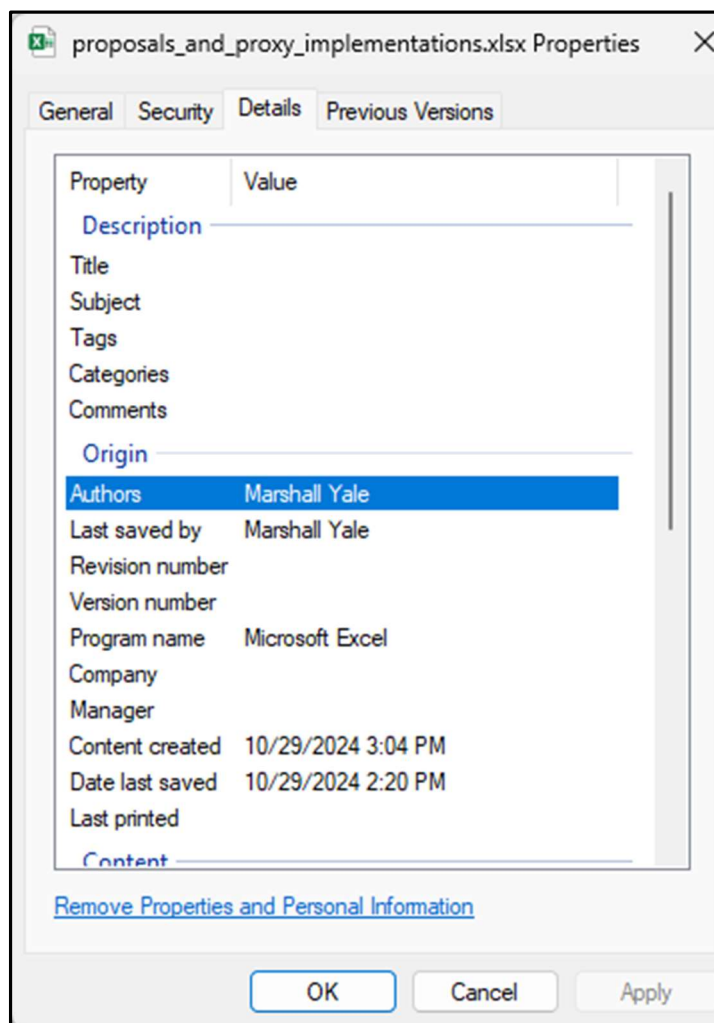 proposals_and_proxy_implementations.xlsx Properties
General Security Details Previous Versions
Property Value
Description
Title
Subject
Tags
Categories
Comments
Origin
Authors Marshall Yale
Last saved by Marshall Yale
Revision number
Version number
Program name Microsoft Excel
Company
Manager
Content created 10/29/2024 3:04 PM
Date last saved 10/29/2024 2:20 PM
Last printed
Content
Remove Properties and Personal Information
OK Cancel Apply